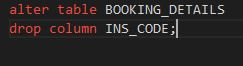 alter table BOOKING_DETAILS
drop column INS_CODE;